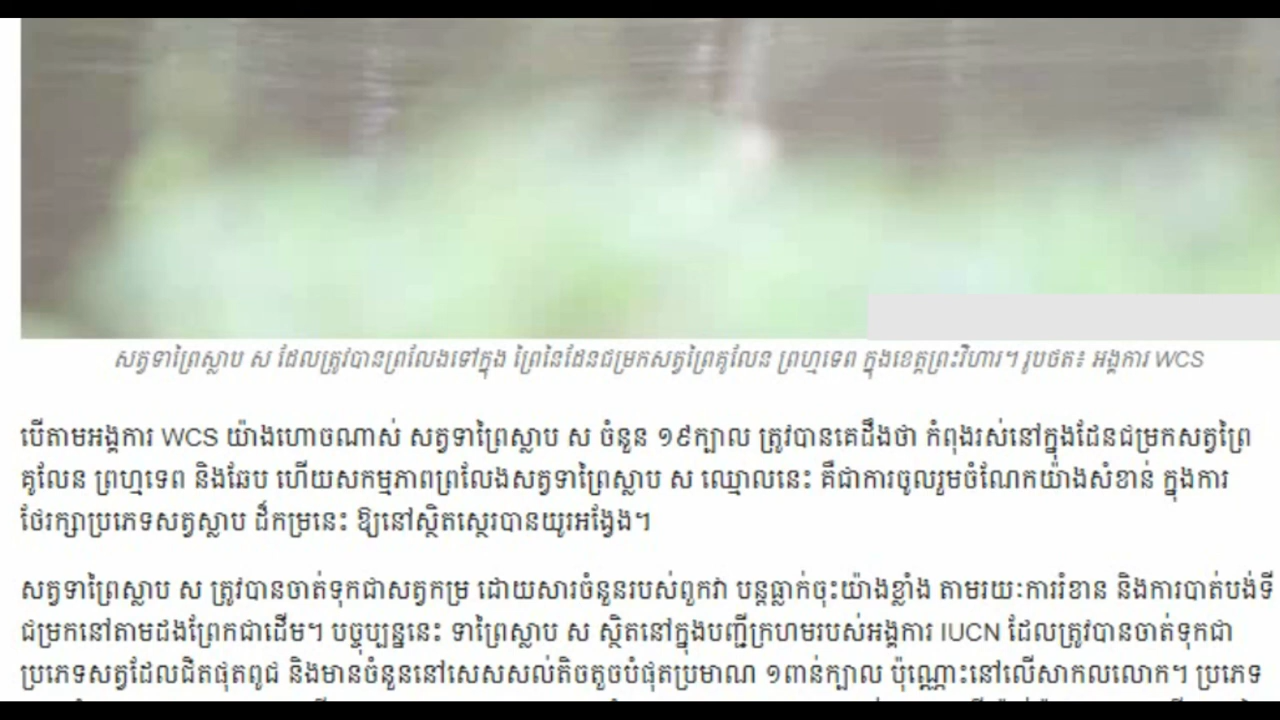 សត្វទាព្រៃស្លាប ស ដែលត្រូវបានព្រលែងទៅក្នុង ព្រៃនៃដែនជម្រកសត្វព្រៃគូលែន ព្រហ្មទេព ក្នុងខេត្តព្រះវិហារ។ រូបថត៖ អង្គការ WCS
បើតាមអង្គការ WCS យ៉ាងហោចណាស់ សត្វទាព្រៃស្លាប ស ចំនួន ១៩ក្បាល ត្រូវបានគេដឹងថា កំពុងរស់នៅក្នុងដែនជម្រកសត្វព្រៃ
គូលែន ព្រហ្មទេព និងឆែប ហើយសកម្មភាពព្រលែងសត្វទាព្រៃស្លាប ស ឈ្មោលនេះ គឺជាការចូលរួមចំណែកយ៉ាងសំខាន់ ក្នុងការ
ថែរក្សាប្រភេទសត្វស្លាប ដ៏កម្រនេះ ឱ្យនៅស្ថិតស្ថេរបានយូរអង្វែង។
សត្វទាព្រៃស្លាប ស ត្រូវបានចាត់ទុកជាសត្វកម្រ ដោយសារចំនួនរបស់ពួកវា បន្តធ្លាក់ចុះយ៉ាងខ្លាំង តាមរយៈការរំខាន និងការបាត់បង់ទី
ជម្រកនៅតាមដងព្រែកជាដើម។ បច្ចុប្បន្ននេះ ទាព្រៃស្លាប ស ស្ថិតនៅក្នុងបញ្ជីក្រហមរបស់អង្គការ IUCN ដែលត្រូវបានចាត់ទុកជា
ប្រភេទសត្វដែលជិតផុតពូជ និងមានចំនួននៅសេសសល់តិចតួចបំផុតប្រមាណ ១ពាន់ក្បាល ប៉ុណ្ណោះនៅលើសាកលលោក។ ប្រភេទ